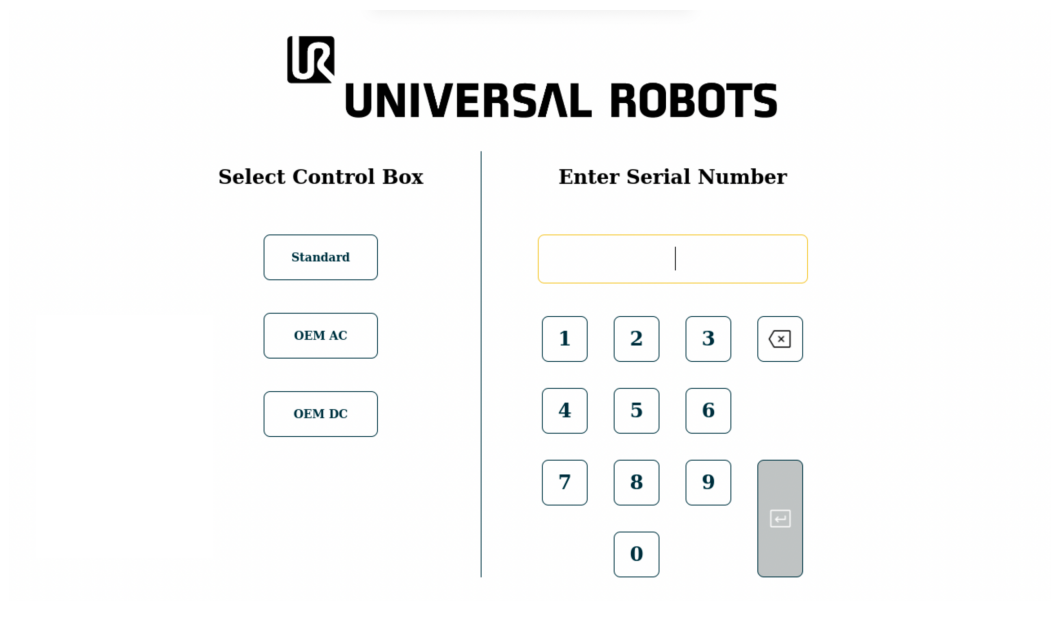 UR
UNIVERSAL ROBOTS
Select Control Box
Standard
OEM AC
OEM DC
Enter Serial Number
1 2 3
4 5 6
7 8 9
0